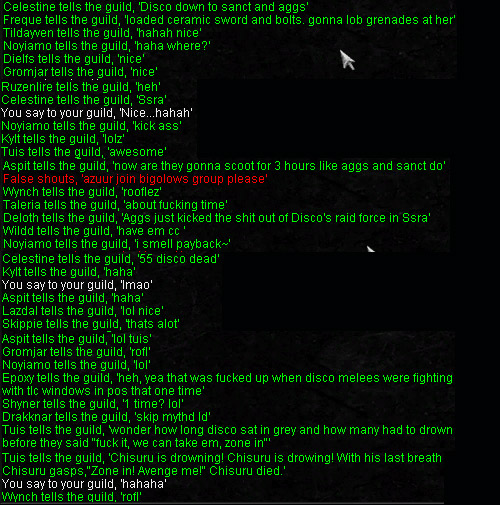 Celestine tells the guild, 'Disco down to sanct and aggs'
Freque tells the guild, 'loaded ceramic sword and bolts. gonna lob grenades at her'
Tildayven tells the guild, 'hahah nice'
Noyiamo tells the guild, 'haha where?'
Dielfs tells the guild, 'nice'
Gromjar tells the guild, 'nice'
Ruzenlire tells the guild, 'heh'
Celestine tells the guild, 'Ssra'
You say to your guild, 'Nice...hahah'
Noyiamo tells the guild, 'kick ass'
Kylt tells the guild, 'lolz'
Tuis tells the guild, 'awesome'
Aspit tells the guild, 'now are they gonna scoot for 3 hours like aggs and sanct do'
False shouts, 'azuur join bigolows group please'
Wynch tells the guild, 'rooflez'
Taleria tells the guild, 'about fucking time'
Deloth tells the guild, 'Aggs just kicked the shit out of Disco's raid force in Ssra'
Wildd tells the guild, 'have em cc '
Noyiamo tells the guild, 'i smell payback~'
Celestine tells the guild, '55 disco dead'
Kylt tells the guild, 'haha'
You say to your guild, 'lmao'
Aspit tells the guild, 'haha'
Lazdal tells the guild, 'lol nice'
Skippie tells the guild, 'thats alot'
Aspit tells the guild, 'lol tuis'
Gromjar tells the guild, 'rofl'
Noyiamo tells the guild, 'lol'
Epoxy tells the guild, 'heh, yea that was fucked up when disco melees were fighting
with tlc windows in pos that one time'
Shyner tells the guild, '1 time? lol'
Drakknar tells the guild, 'skip mythd ld'
Tuis tells the guild, 'wonder how long disco sat in grey and how many had to drown
before they said "fuck it, we can take em, zone in"'
Tuis tells the guild, 'Chisuru is drowning! Chisuru is drowing! With his last breath
Chisuru gasps,"Zone in! Avenge me!" Chisuru died.'
You say to your guild, 'hahaha'
Wynch tells the guild, 'rofl'